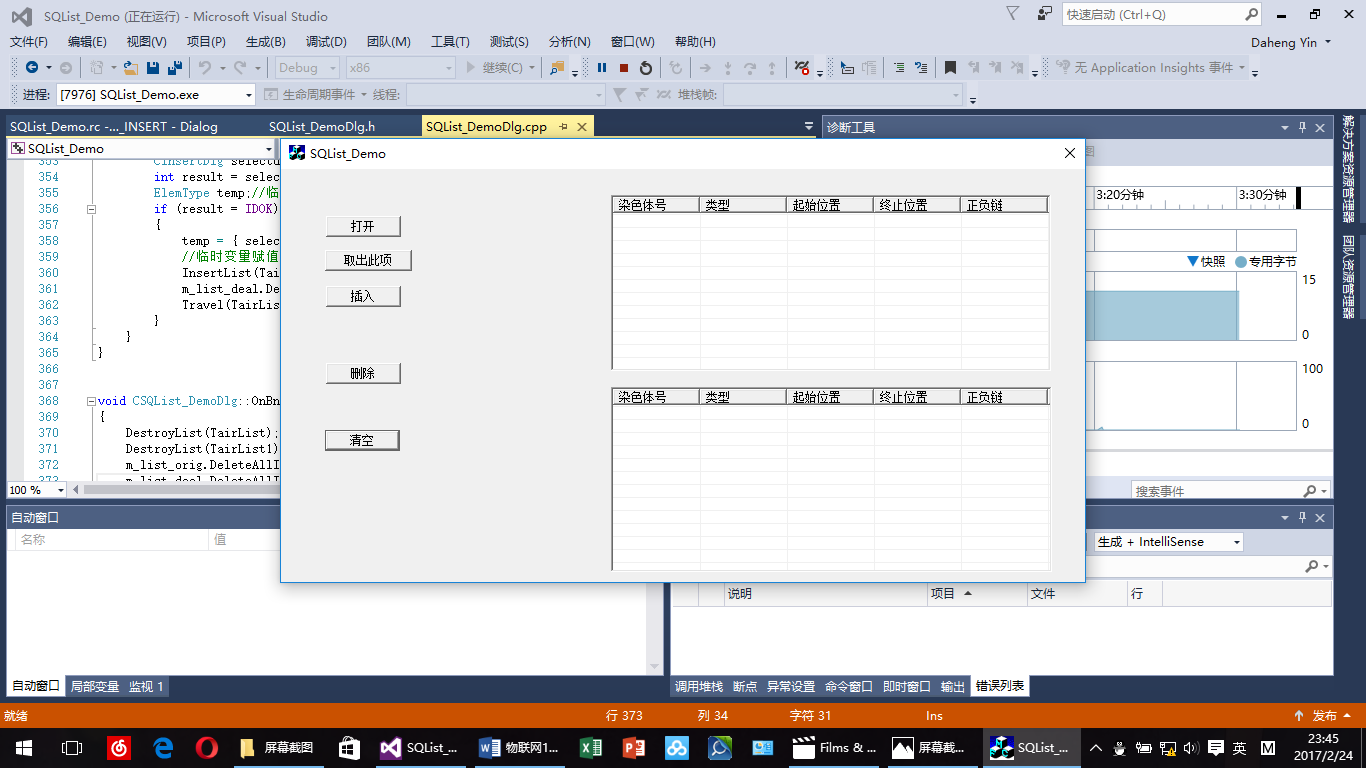 SQList_Demo (正在运行) - Microsoft Visual Studio
快速启动 (Ctrl+Q)
文件(F) 编辑(E) 视图(V) 项目(P) 生成(B) 调试(D) 团队(M) 工具(T) 测试(S) 分析(N) 窗口(W) 帮助(H)
Daheng Yin
Debug x86 继续(C) 无 Application Insights 事件
进程: [7976] SQList_Demo.exe 生命周期事件 线程: 堆栈帧:
SQList_Demo.rc -..._INSERT - Dialog SQList_DemoDlg.h SQList_DemoDlg.cpp
诊断工具
SQList_Demo
SQList_Demo
353
354 int result = selec
355 ElemType temp;//临
356 if (result = IDOK)
357 {
358 temp = { selec
359 //临时变量赋值
360 InsertList(Tai
361 m_list_deal.De
362 Travel(TairLis
363 }
364 }
365 }
366
367
368 void CSQList_DemoDlg::OnBn
369 {
370 DestroyList(TairList);
371 DestroyList(TairList1)
372 m_list_orig.DeleteAllI
373 m_list_deal.DeleteAllI
100 %
打开
取出此项
插入
删除
清空
染色体号 类型 起始位置 终止位置 正负链
染色体号 类型 起始位置 终止位置 正负链
3:20分钟 3:30分钟
快照 专用字节
15
0
100
0
搜索事件
解决方案资源管理器
团队资源管理器
自动窗口
名称 值
生成 + IntelliSense
说明 项目 文件 行
自动窗口 局部变量 监视 1
调用堆栈 断点 异常设置 命令窗口 即时窗口 输出 错误列表
就绪 行 373 列 34 字符 31 Ins 发布
屏幕截图 SQList_... 物联网1... Films & ... 屏幕截... SQList_...
英 M
23:45
2017/2/24